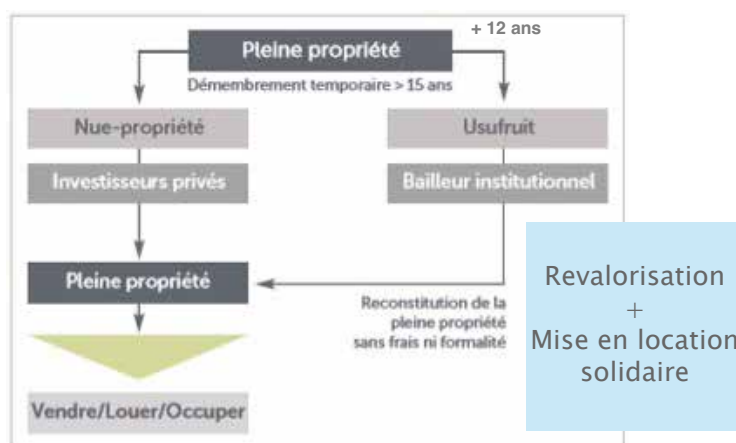 + 12 ans
Pleine propriété
Démembrement temporaire > 15 ans
Nue-propriété
Usufruit
Investisseurs privés
Bailleur institutionnel
Pleine propriété
Reconstitution de la
pleine propriété
sans frais ni formalité
Revalorisation
+
Mise en location
solidaire
Vendre/Louer/Occuper